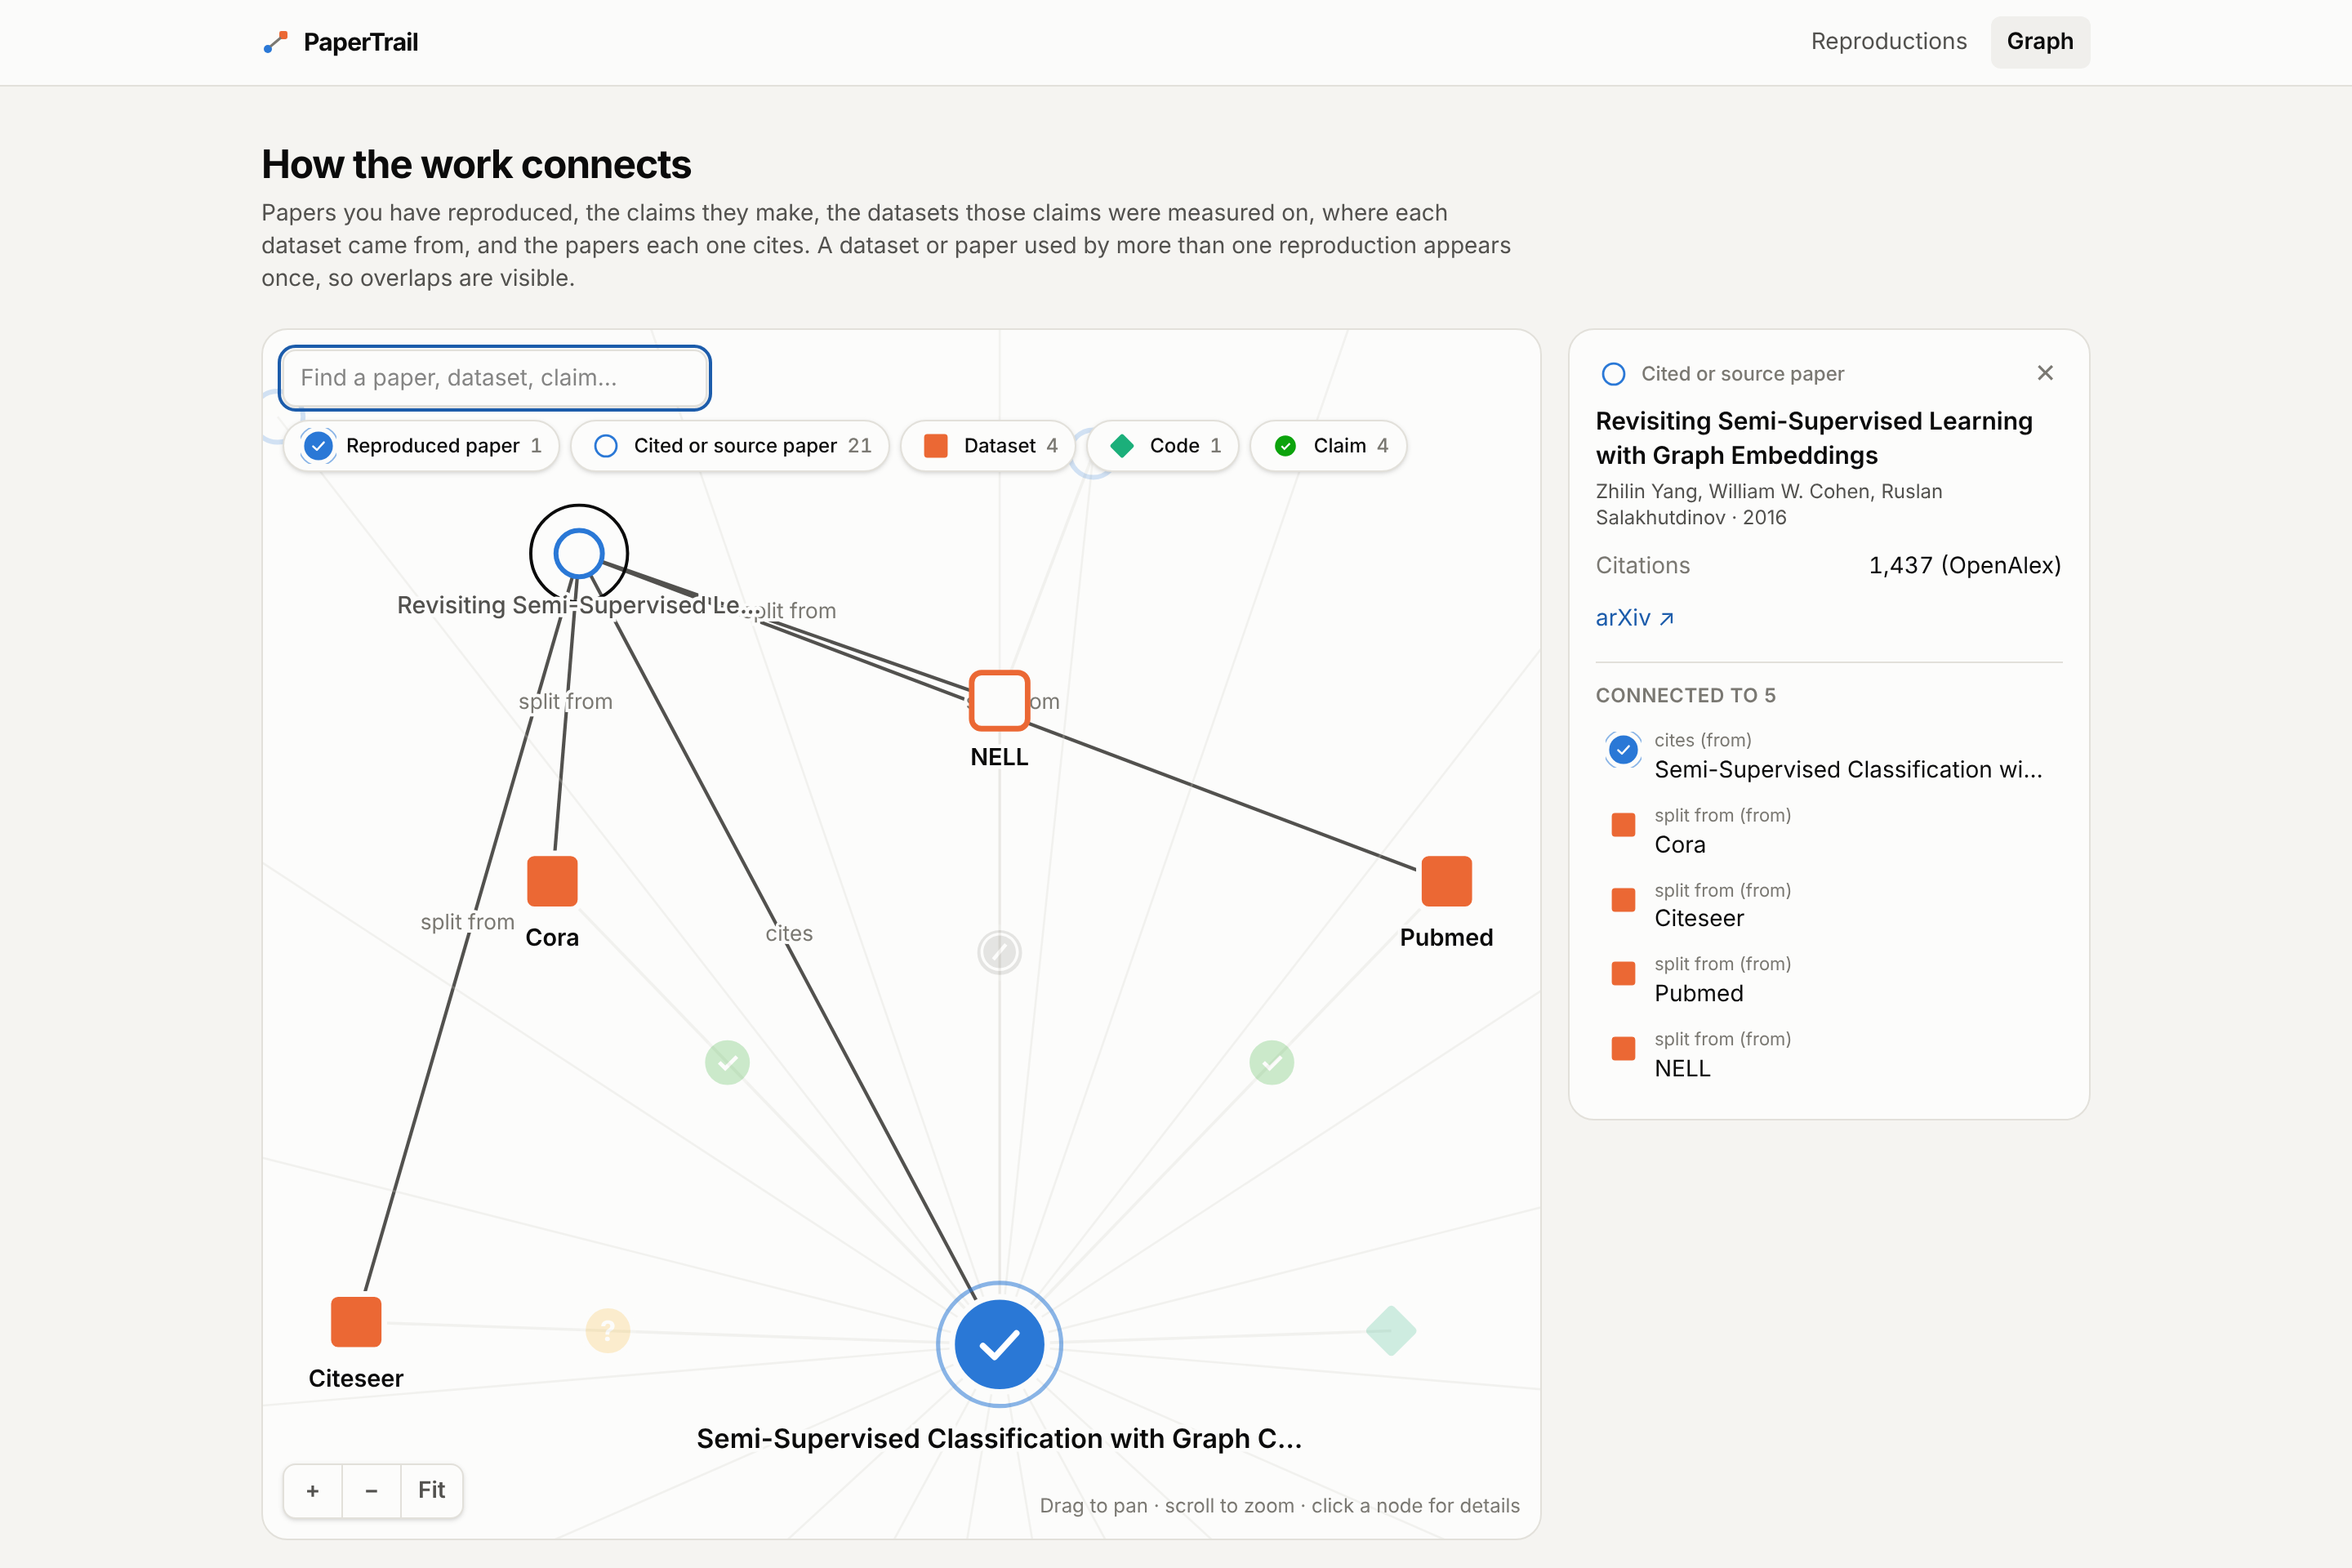 PaperTrail
Reproductions
Graph
How the work connects
Papers you have reproduced, the claims they make, the datasets those claims were measured on, where each
dataset came from, and the papers each one cites. A dataset or paper used by more than one reproduction appears
once, so overlaps are visible.
Find a paper, dataset, claim...
Reproduced paper 1
Cited or source paper 21
Dataset 4
Code 1
Claim 4
Revisiting Semi-Supervised Le...
split from
split from
NELL
split from
Cora
cites
Pubmed
Citeseer
Semi-Supervised Classification with Graph C...
+
−
Fit
Drag to pan · scroll to zoom · click a node for details
Cited or source paper
✕
Revisiting Semi-Supervised Learning
with Graph Embeddings
Zhilin Yang, William W. Cohen, Ruslan
Salakhutdinov · 2016
Citations 1,437 (OpenAlex)
arXiv ↗
CONNECTED TO 5
cites (from)
Semi-Supervised Classification wi...
split from (from)
Cora
split from (from)
Citeseer
split from (from)
Pubmed
split from (from)
NELL